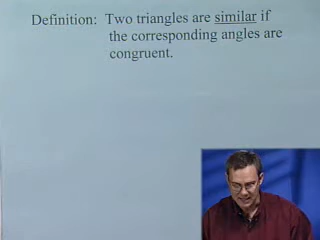 Definition: Two triangles are similar if
the corresponding angles are
congruent.